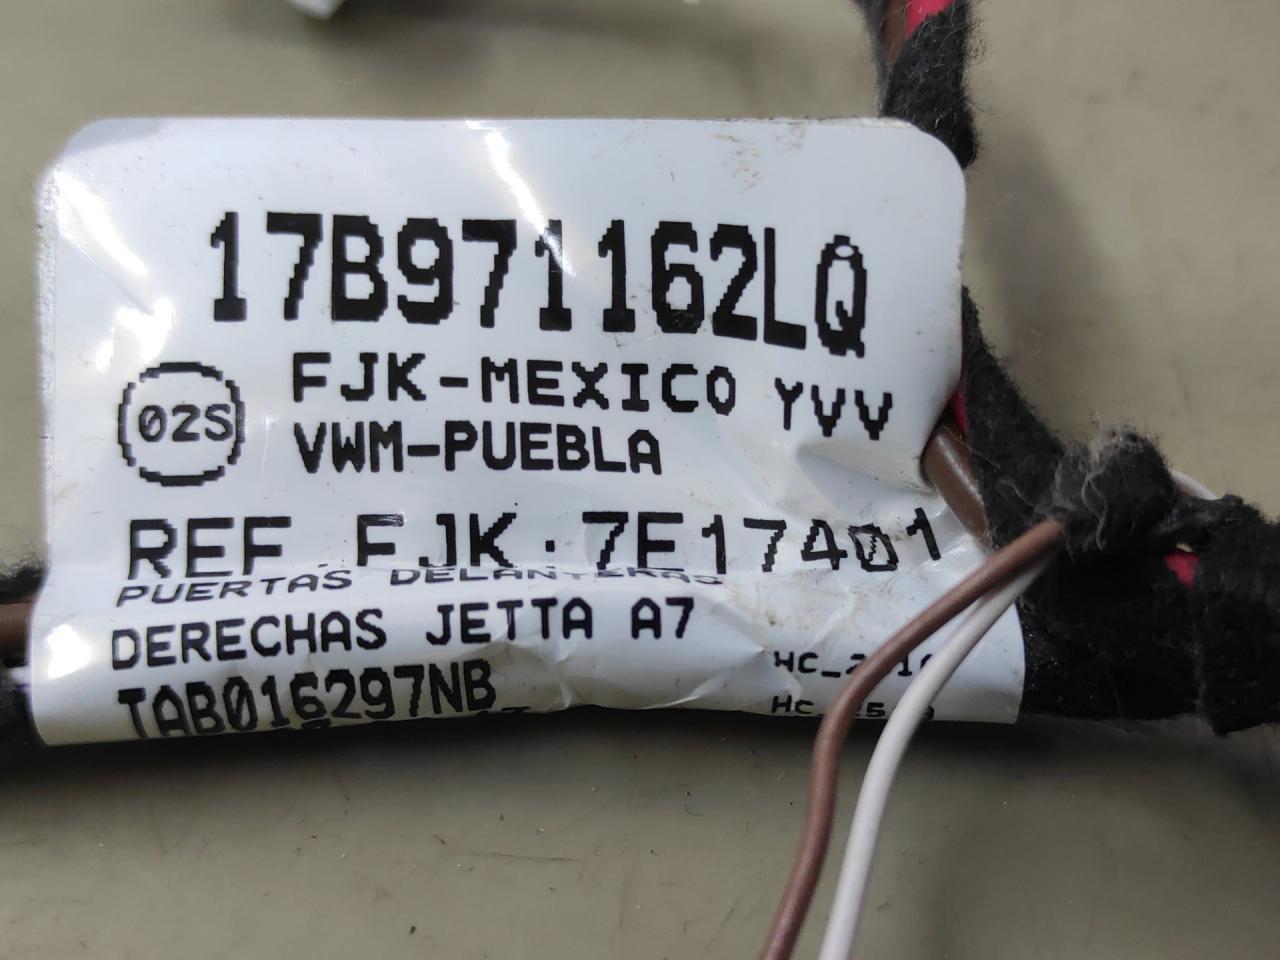 17B971162LQ
FJK-MEXICO YVV
02S
VWM-PUEBLA
REF. FJK. 7E17401
PUERTAS DELANTERAS
DERECHAS JETTA A7
TAB016297NB